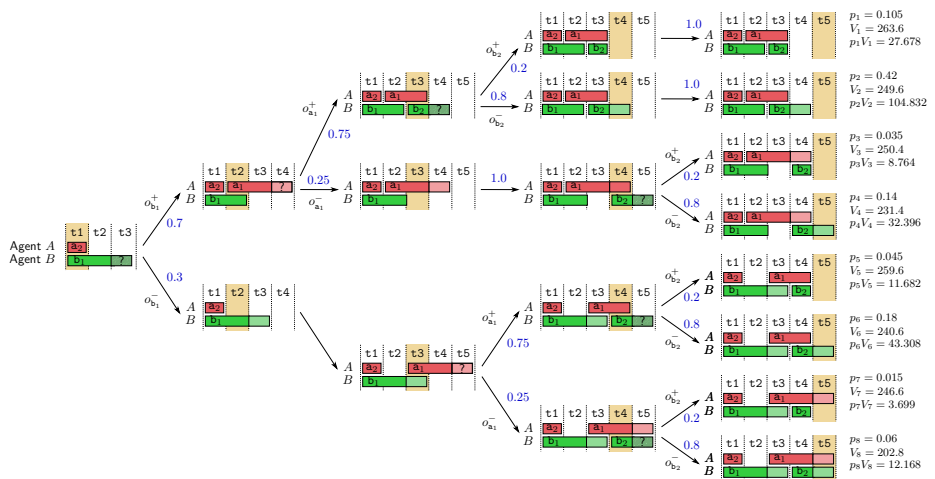 t1 t2 t3
Agent A a₂
Agent B b₁ ?
o⁺_b₁
0.7
0.3
o⁻_b₁
t1 t2 t3 t4
A a₂ a₁ ?
B b₁
t1 t2 t3 t4
A a₂
B b₁
o⁺_a₁
0.75
0.25
o⁻_a₁
t1 t2 t3 t4 t5
A a₂ a₁
B b₁ b₂ ?
t1 t2 t3 t4 t5
A a₂ a₁
B b₁
t1 t2 t3 t4 t5
A a₂ a₁ ?
B b₁
o⁺_b₂
0.2
0.8
o⁻_b₂
1.0
o⁺_a₁
0.75
0.25
o⁻_a₁
t1 t2 t3 t4 t5
A a₂ a₁
B b₁ b₂
t1 t2 t3 t4 t5
A a₂ a₁
B b₁ b₂
t1 t2 t3 t4 t5
A a₂ a₁
B b₁ b₂ ?
t1 t2 t3 t4 t5
A a₂ a₁
B b₁ b₂ ?
t1 t2 t3 t4 t5
A a₂ a₁
B b₁ b₂ ?
1.0
1.0
o⁺_b₂
0.2
0.8
o⁻_b₂
o⁺_b₂
0.2
0.8
o⁻_b₂
o⁺_b₂
0.2
0.8
o⁻_b₂
t1 t2 t3 t4 t5
A a₂ a₁
B b₁ b₂
p₁ = 0.105
V₁ = 263.6
p₁V₁ = 27.678
t1 t2 t3 t4 t5
A a₂ a₁
B b₁ b₂
p₂ = 0.42
V₂ = 249.6
p₂V₂ = 104.832
t1 t2 t3 t4 t5
A a₂ a₁
B b₁ b₂
p₃ = 0.035
V₃ = 250.4
p₃V₃ = 8.764
t1 t2 t3 t4 t5
A a₂ a₁
B b₁ b₂
p₄ = 0.14
V₄ = 231.4
p₄V₄ = 32.396
t1 t2 t3 t4 t5
A a₂ a₁
B b₁ b₂
p₅ = 0.045
V₅ = 259.6
p₅V₅ = 11.682
t1 t2 t3 t4 t5
A a₂ a₁
B b₁ b₂
p₆ = 0.18
V₆ = 240.6
p₆V₆ = 43.308
t1 t2 t3 t4 t5
A a₂ a₁
B b₁ b₂
p₇ = 0.015
V₇ = 246.6
p₇V₇ = 3.699
t1 t2 t3 t4 t5
A a₂ a₁
B b₁ b₂
p₈ = 0.06
V₈ = 202.8
p₈V₈ = 12.168